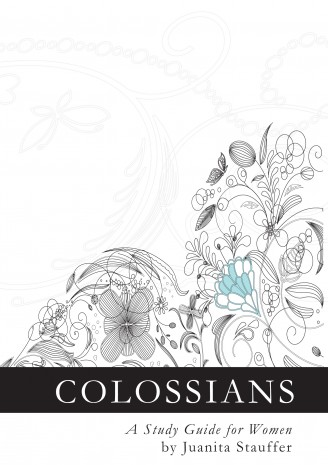 COLOSSIANS
A Study Guide for Women
by Juanita Stauffer